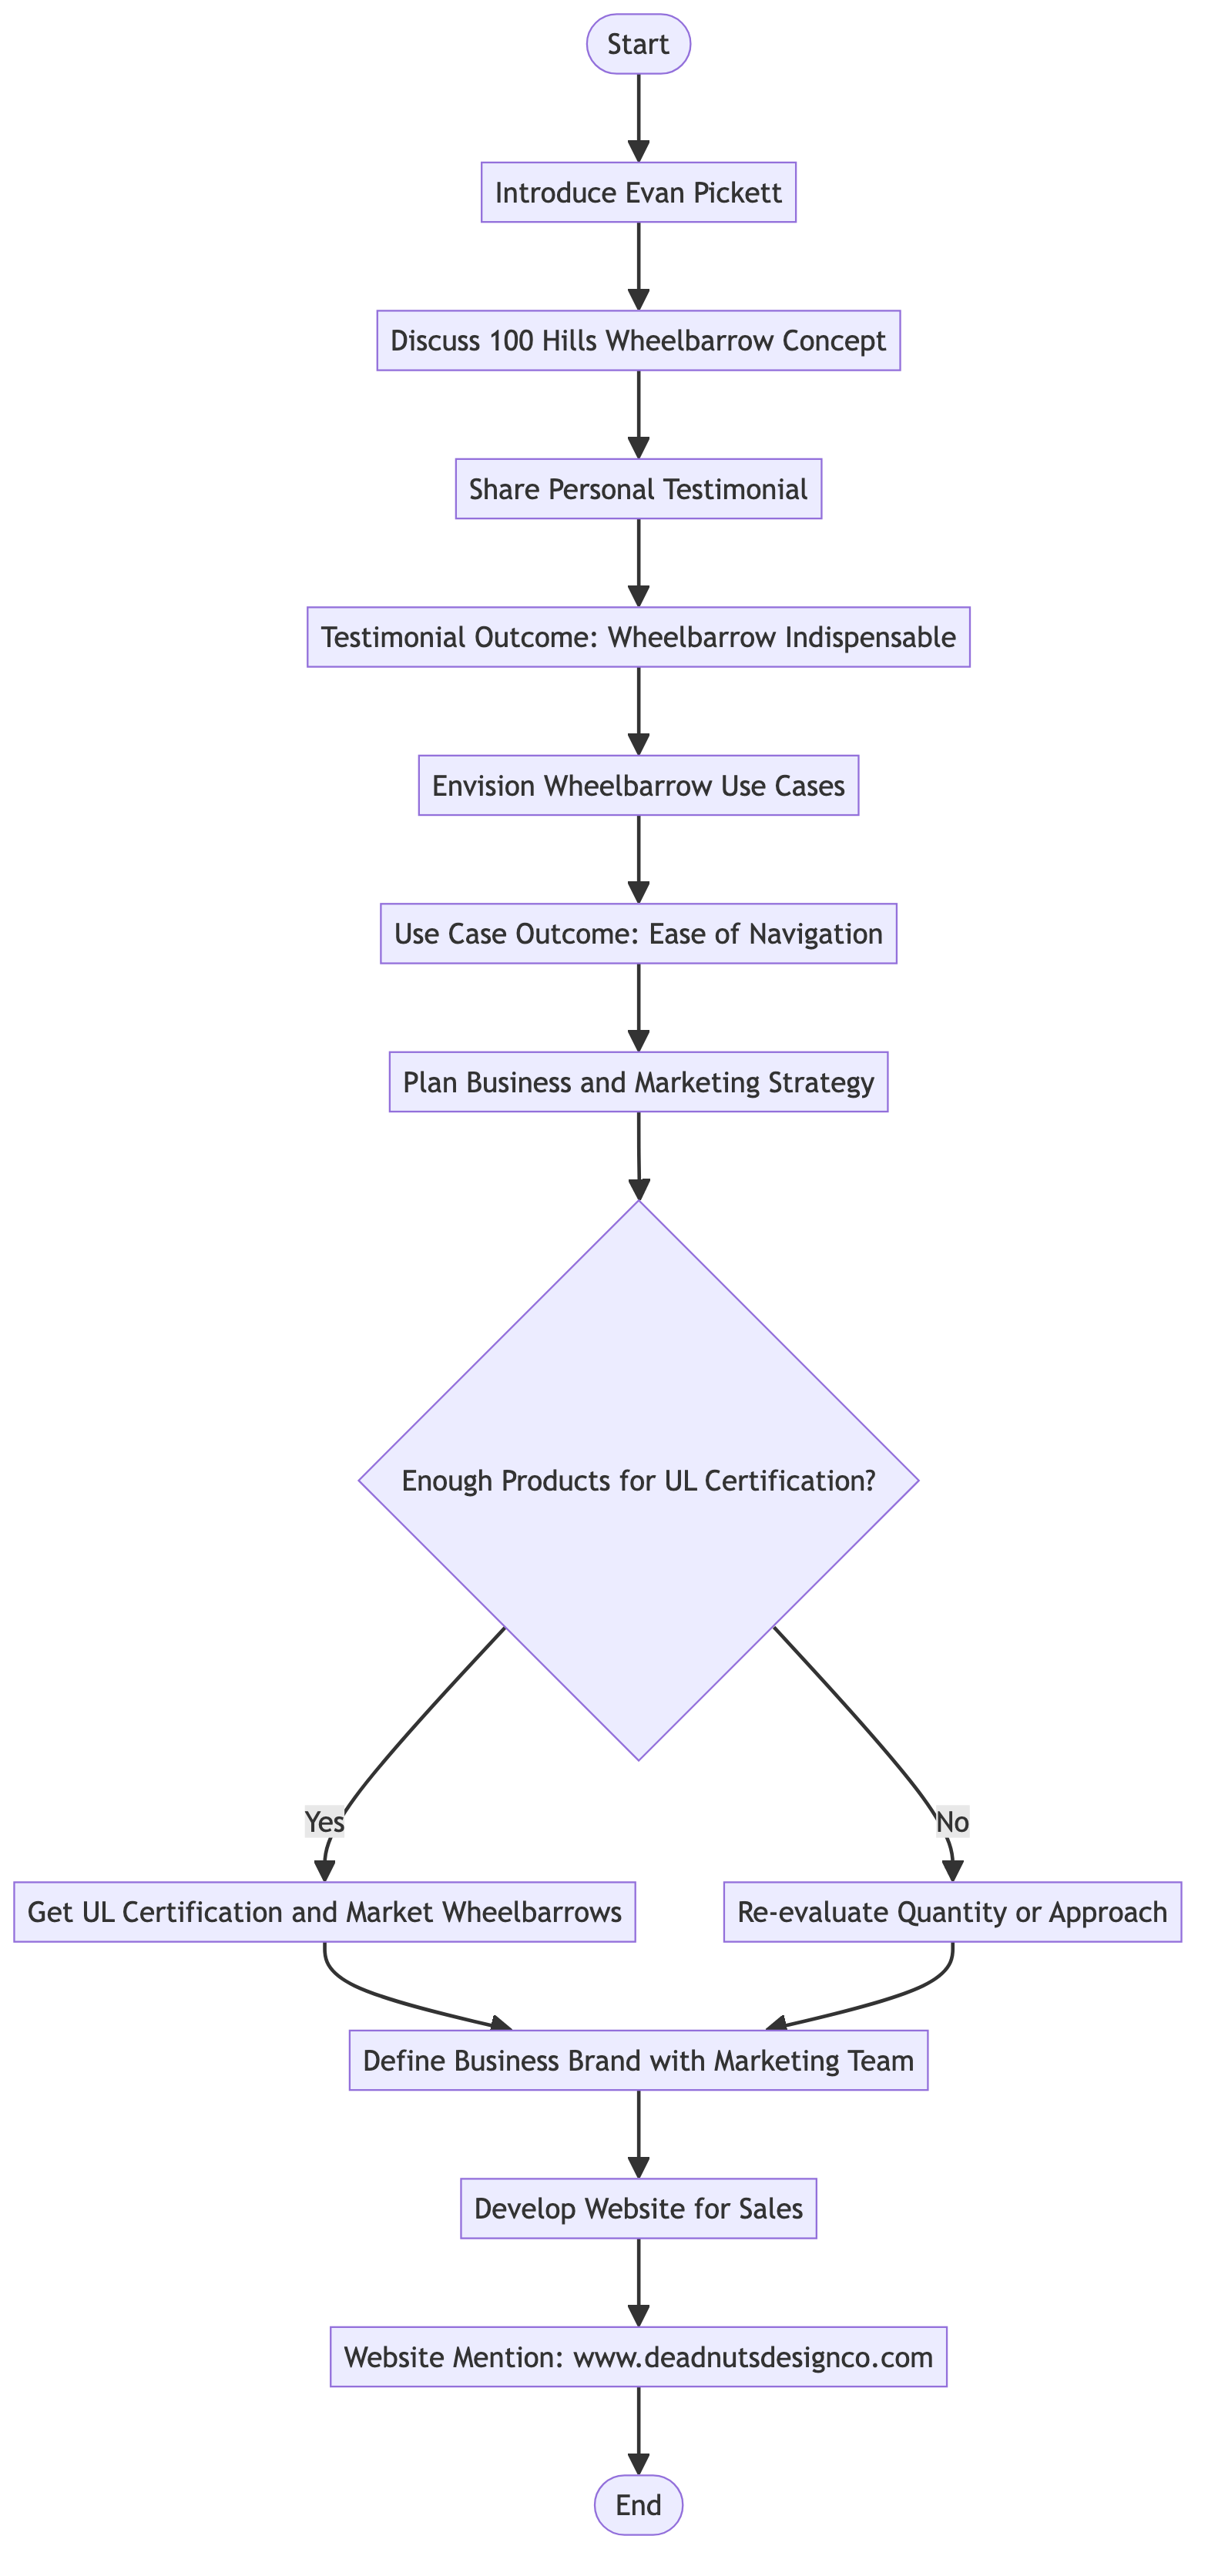 Start
Introduce Evan Pickett
Discuss 100 Hills Wheelbarrow Concept
Share Personal Testimonial
Testimonial Outcome: Wheelbarrow Indispensable
Envision Wheelbarrow Use Cases
Use Case Outcome: Ease of Navigation
Plan Business and Marketing Strategy
Enough Products for UL Certification?
Yes
No
Get UL Certification and Market Wheelbarrows
Re-evaluate Quantity or Approach
Define Business Brand with Marketing Team
Develop Website for Sales
Website Mention: www.deadnutsdesignco.com
End